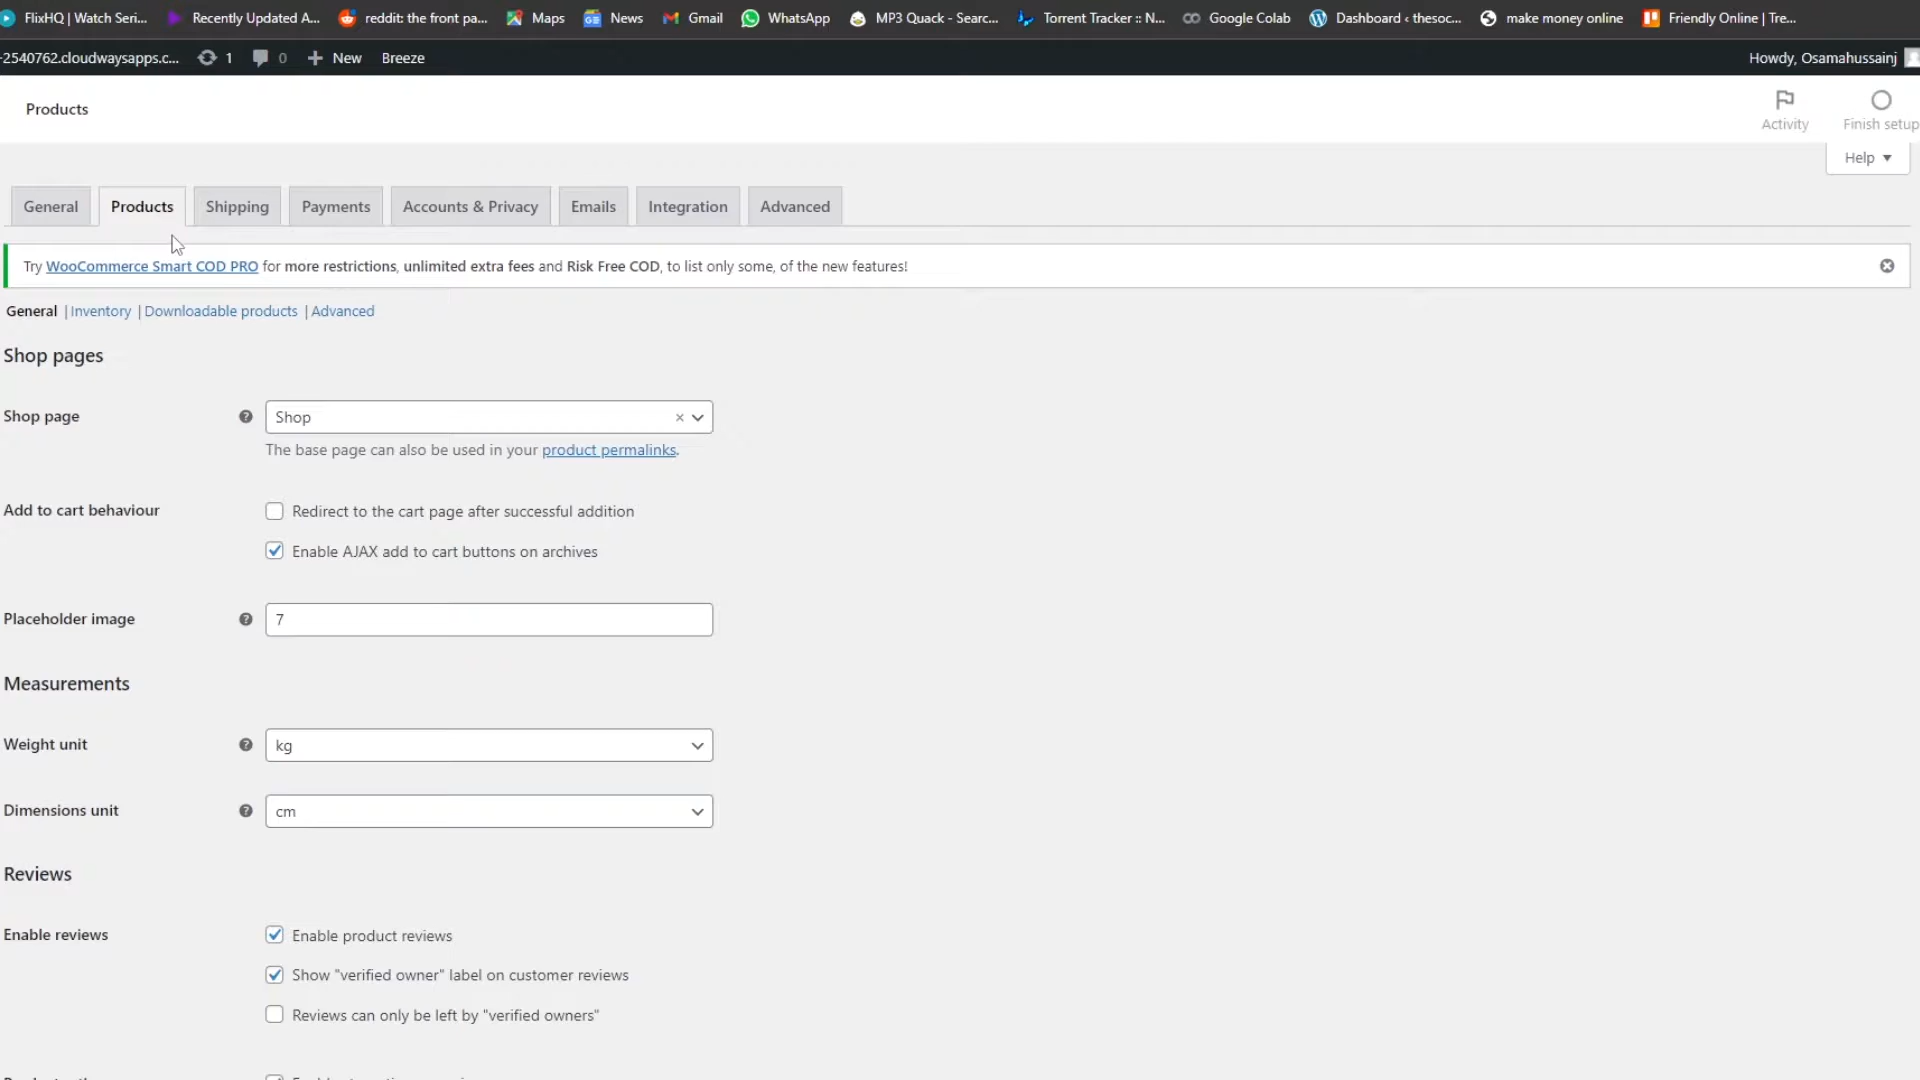 FlixHQ | Watch Seri... Recently Updated A... reddit: the front pa... Maps News Gmail WhatsApp MP3 Quack - Searc... Torrent Tracker :: N... Google Colab Dashboard ‹ thesoc... make money online Friendly Online | Tre...
-2540762.cloudwaysapps.c... 1 0 New Breeze Howdy, Osamahussainj
Products
Activity
Finish setup
Help
General Products Shipping Payments Accounts & Privacy Emails Integration Advanced
Try WooCommerce Smart COD PRO for more restrictions, unlimited extra fees and Risk Free COD, to list only some, of the new features!
General | Inventory | Downloadable products | Advanced
Shop pages
Shop page Shop
The base page can also be used in your product permalinks.
Add to cart behaviour Redirect to the cart page after successful addition
Enable AJAX add to cart buttons on archives
Placeholder image 7
Measurements
Weight unit kg
Dimensions unit cm
Reviews
Enable reviews Enable product reviews
Show "verified owner" label on customer reviews
Reviews can only be left by "verified owners"